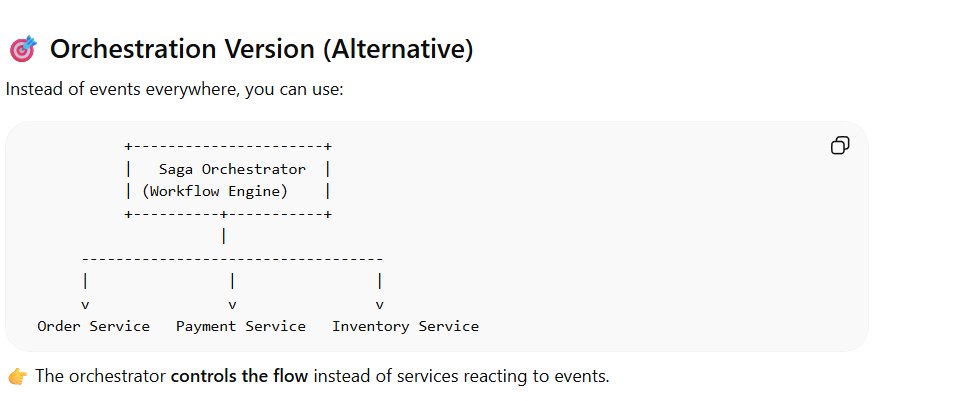 🎯 Orchestration Version (Alternative)
Instead of events everywhere, you can use:
          +----------------------+
          |   Saga Orchestrator  |
          | (Workflow Engine)    |
          +----------+-----------+
                     |
     -----------------------------------
     |                |                |
     v                v                v
Order Service   Payment Service   Inventory Service
👉 The orchestrator controls the flow instead of services reacting to events.